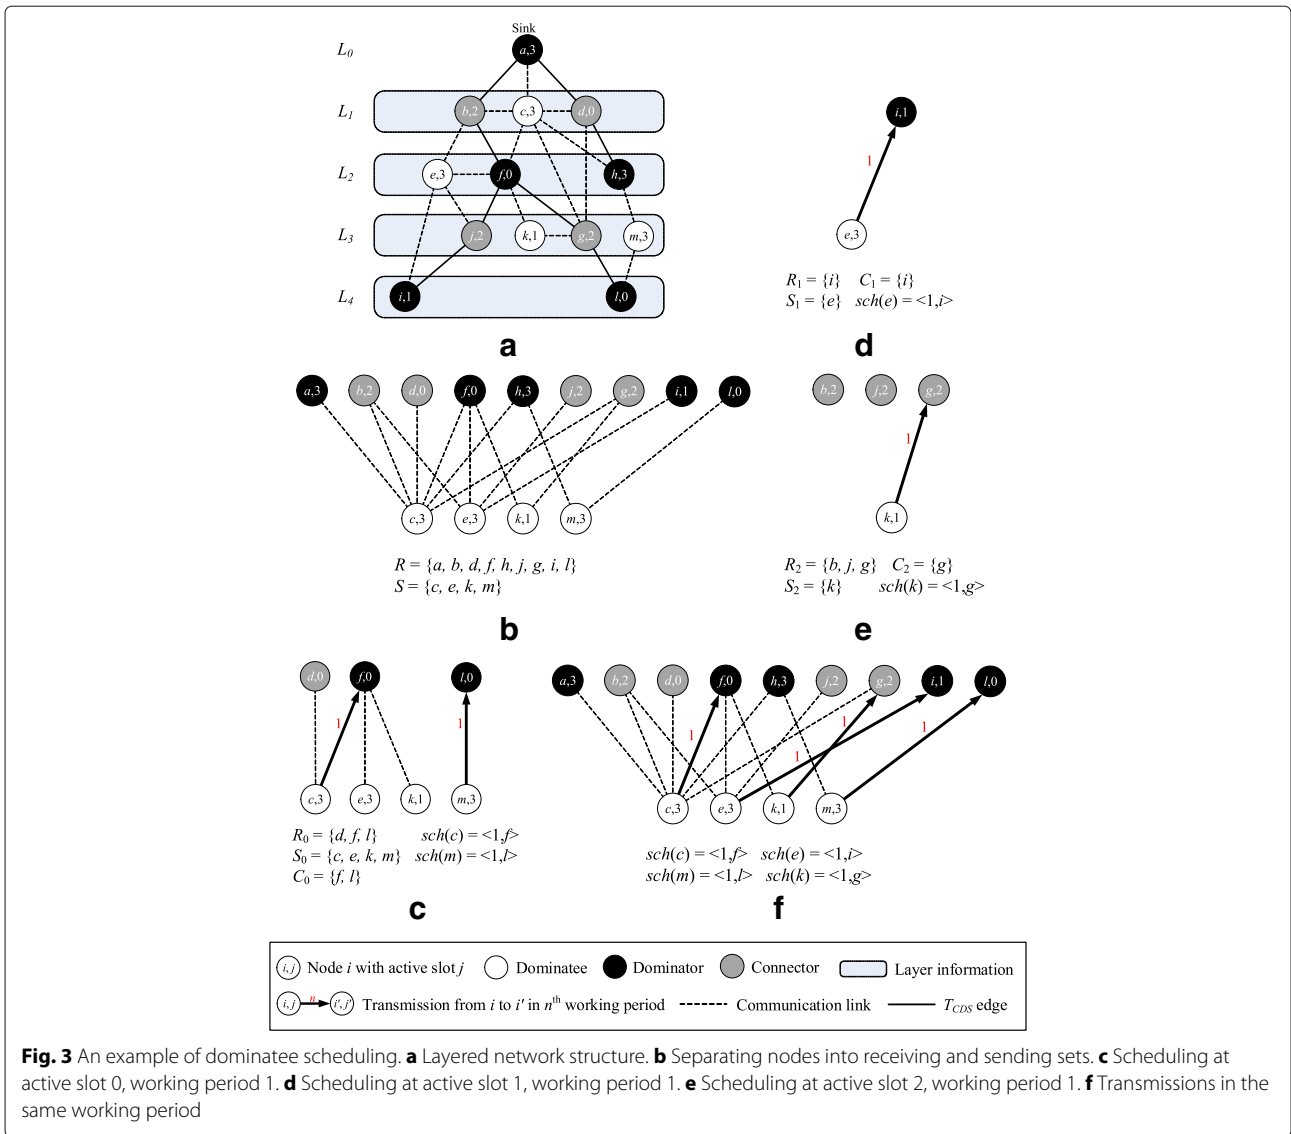 Sink
L0
a,3
L1
b,2 c,3 d,0
L2
e,3 f,0 h,3
L3
j,2 k,1 g,2 m,3
L4
i,1 l,0
a
i,1
1
e,3
R1 = {i} C1 = {i}
S1 = {e} sch(e) = <1,i>
d
a,3 b,2 d,0 f,0 h,3 j,2 g,2 i,1 l,0
c,3 e,3 k,1 m,3
R = {a, b, d, f, h, j, g, i, l}
S = {c, e, k, m}
b
b,2 j,2 g,2
1
k,1
R2 = {b, j, g} C2 = {g}
S2 = {k} sch(k) = <1,g>
e
d,0 f,0 l,0
1 1
c,3 e,3 k,1 m,3
R0 = {d, f, l} sch(c) = <1,f>
S0 = {c, e, k, m} sch(m) = <1,l>
C0 = {f, l}
c
a,3 b,2 d,0 f,0 h,3 j,2 g,2 i,1 l,0
1 1 1 1
c,3 e,3 k,1 m,3
sch(c) = <1,f> sch(e) = <1,i>
sch(m) = <1,l> sch(k) = <1,g>
f
i,j Node i with active slot j Dominatee Dominator Connector Layer information
i,j n i',j' Transmission from i to i' in nth working period Communication link TCDS edge
Fig. 3 An example of dominatee scheduling. a Layered network structure. b Separating nodes into receiving and sending sets. c Scheduling at
active slot 0, working period 1. d Scheduling at active slot 1, working period 1. e Scheduling at active slot 2, working period 1. f Transmissions in the
same working period